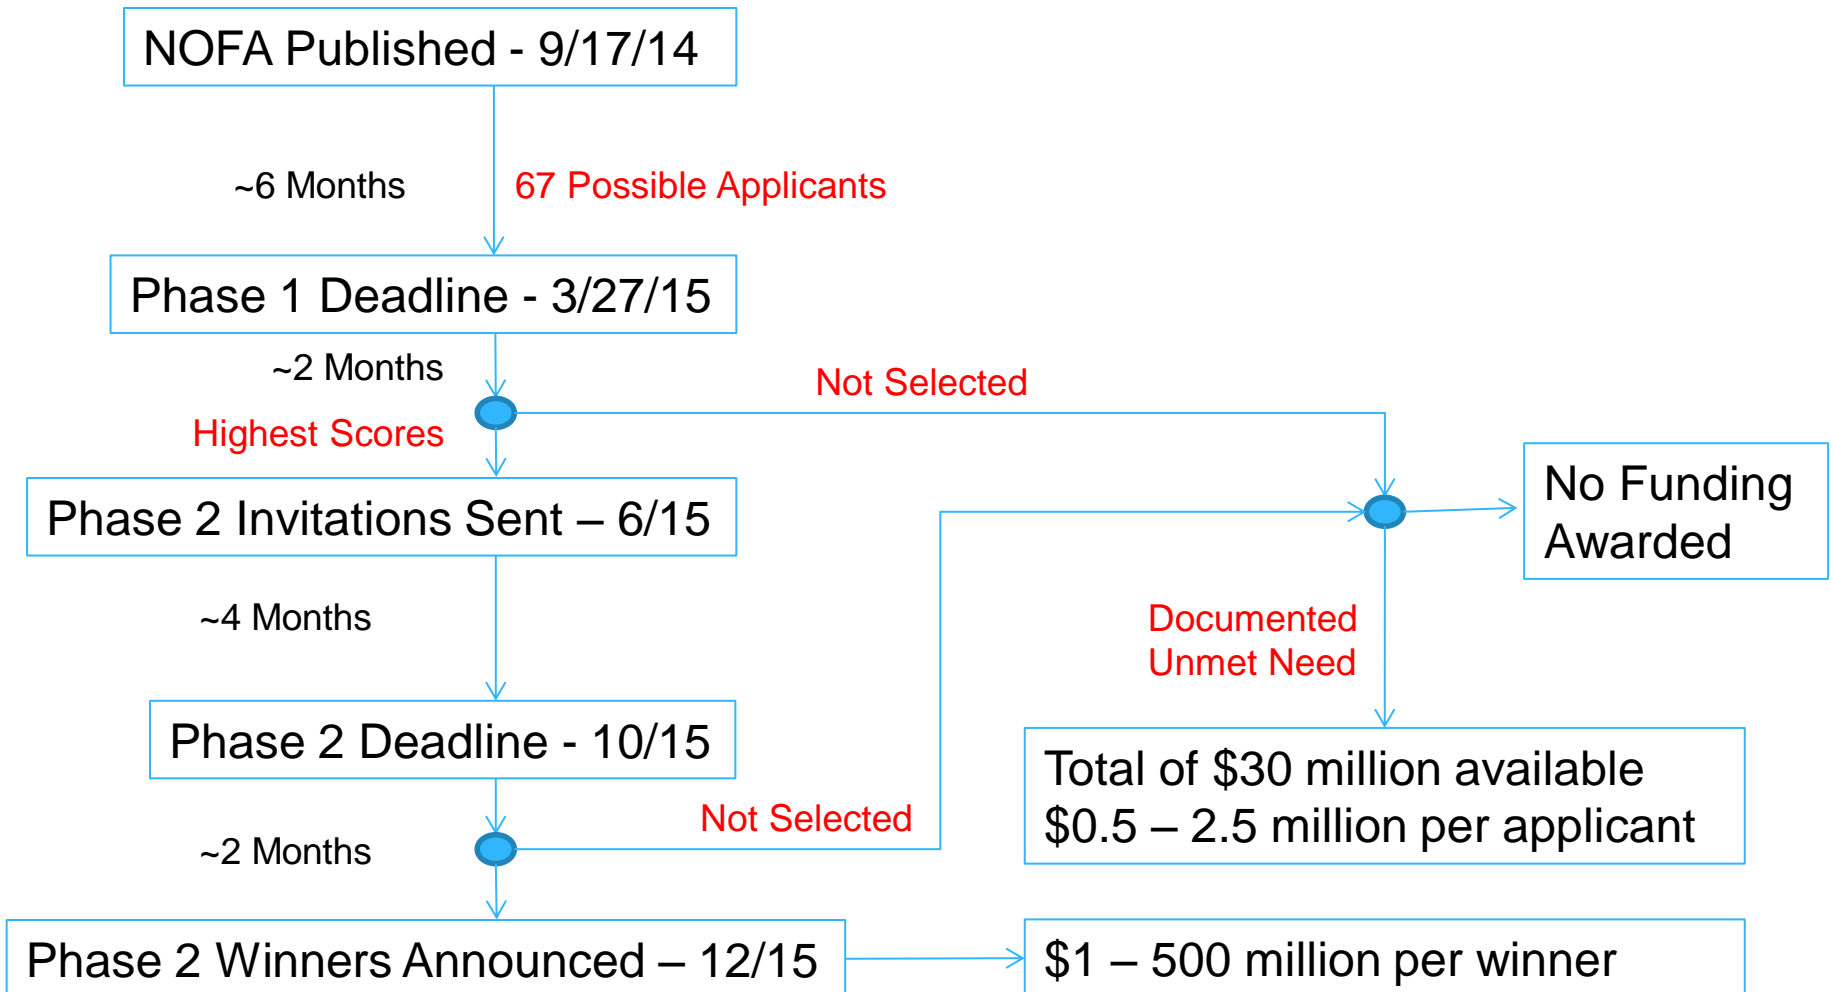 NOFA Published - 9/17/14
~6 Months
67 Possible Applicants
Phase 1 Deadline - 3/27/15
~2 Months
Not Selected
Highest Scores
Phase 2 Invitations Sent – 6/15
No Funding
Awarded
~4 Months
Documented
Unmet Need
Phase 2 Deadline - 10/15
Total of $30 million available
$0.5 – 2.5 million per applicant
Not Selected
~2 Months
Phase 2 Winners Announced – 12/15
$1 – 500 million per winner